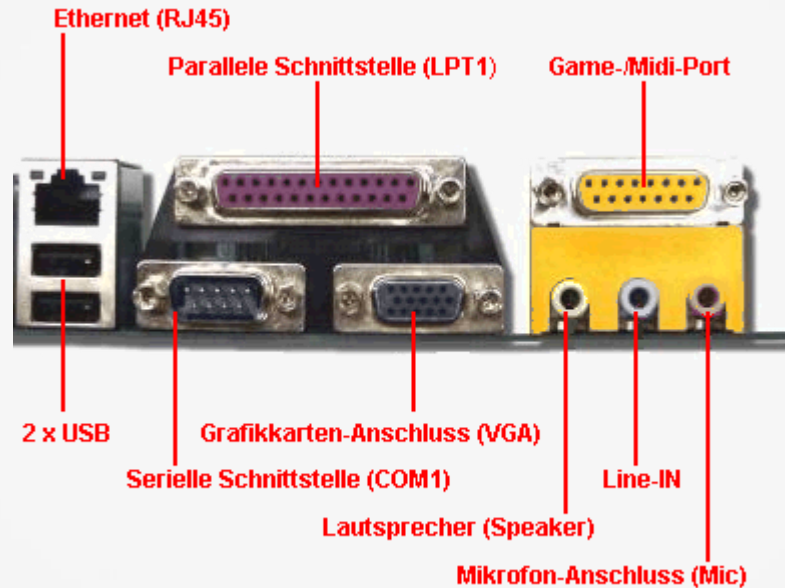 Ethernet (RJ45)
Parallele Schnittstelle (LPT1)
Game-/Midi-Port
2 x USB
Grafikkarten-Anschluss (VGA)
Serielle Schnittstelle (COM1)
Line-IN
Lautsprecher (Speaker)
Mikrofon-Anschluss (Mic)